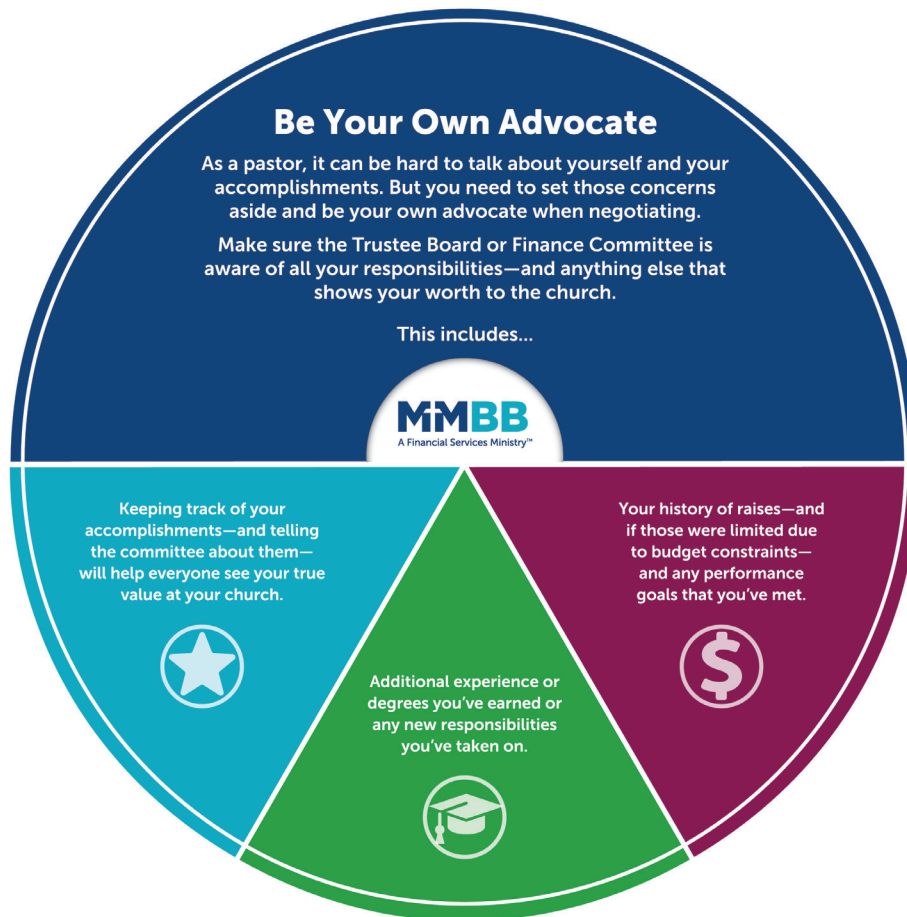 Be Your Own Advocate
As a pastor, it can be hard to talk about yourself and your
accomplishments. But you need to set those concerns
aside and be your own advocate when negotiating.
Make sure the Trustee Board or Finance Committee is
aware of all your responsibilities—and anything else that
shows your worth to the church.
This includes...
MMBB
A Financial Services Ministry™
Keeping track of your
accomplishments—and telling
the committee about them—
will help everyone see your true
value at your church.
Additional experience or
degrees you’ve earned or
any new responsibilities
you’ve taken on.
Your history of raises—and
if those were limited due
to budget constraints—
and any performance
goals that you’ve met.
$